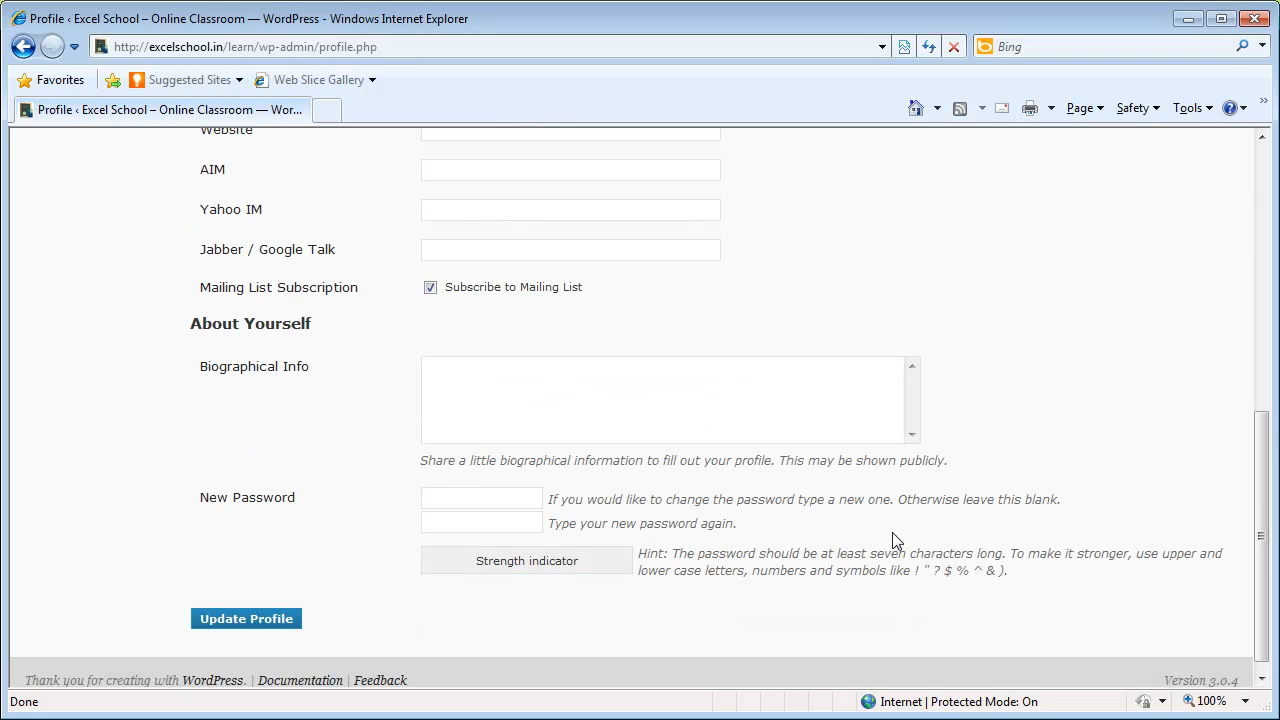 Profile ‹ Excel School – Online Classroom — WordPress - Windows Internet Explorer
http://excelschool.in/learn/wp-admin/profile.php
Bing
Favorites
Suggested Sites
Web Slice Gallery
Profile ‹ Excel School – Online Classroom — Wor...
Page
Safety
Tools
Website
AIM
Yahoo IM
Jabber / Google Talk
Mailing List Subscription
Subscribe to Mailing List
About Yourself
Biographical Info
Share a little biographical information to fill out your profile. This may be shown publicly.
New Password
If you would like to change the password type a new one. Otherwise leave this blank.
Type your new password again.
Strength indicator
Hint: The password should be at least seven characters long. To make it stronger, use upper and
lower case letters, numbers and symbols like ! " ? $ % ^ & ).
Update Profile
Thank you for creating with WordPress. | Documentation | Feedback
Version 3.0.4
Done
Internet | Protected Mode: On
100%